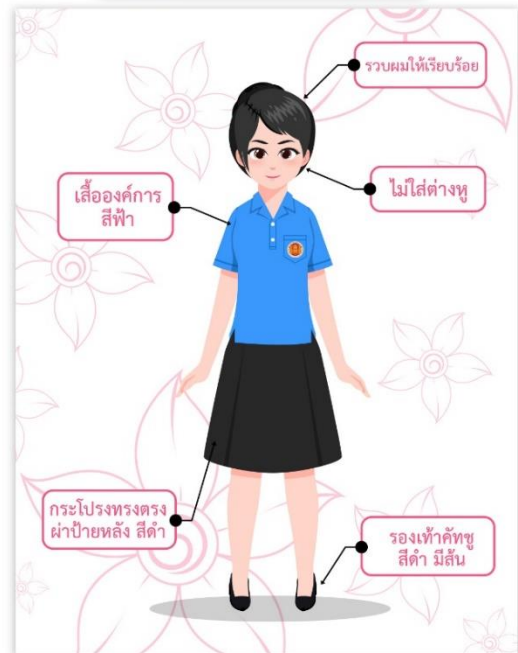 รวบผมให้เรียบร้อย
เสื้อองค์การ
สีฟ้า
ไม่ใส่ต่างหู
กระโปรงทรงตรง
ผ่าป้ายหลัง สีดำ
รองเท้าคัทชู
สีดำ มีส้น